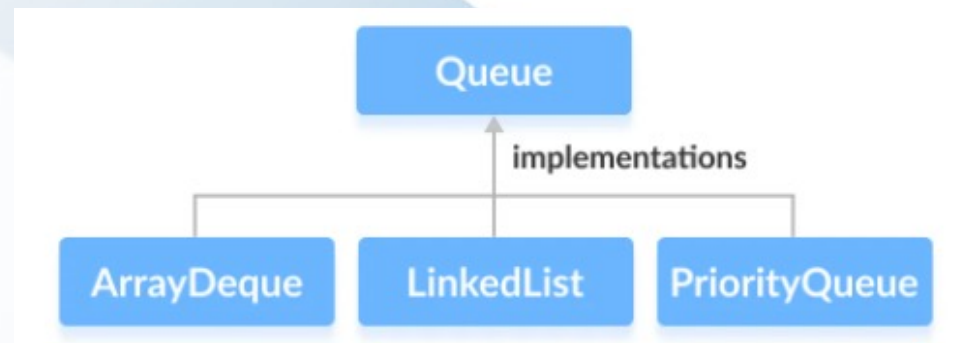 Queue
implementations
ArrayDeque
LinkedList
PriorityQueue